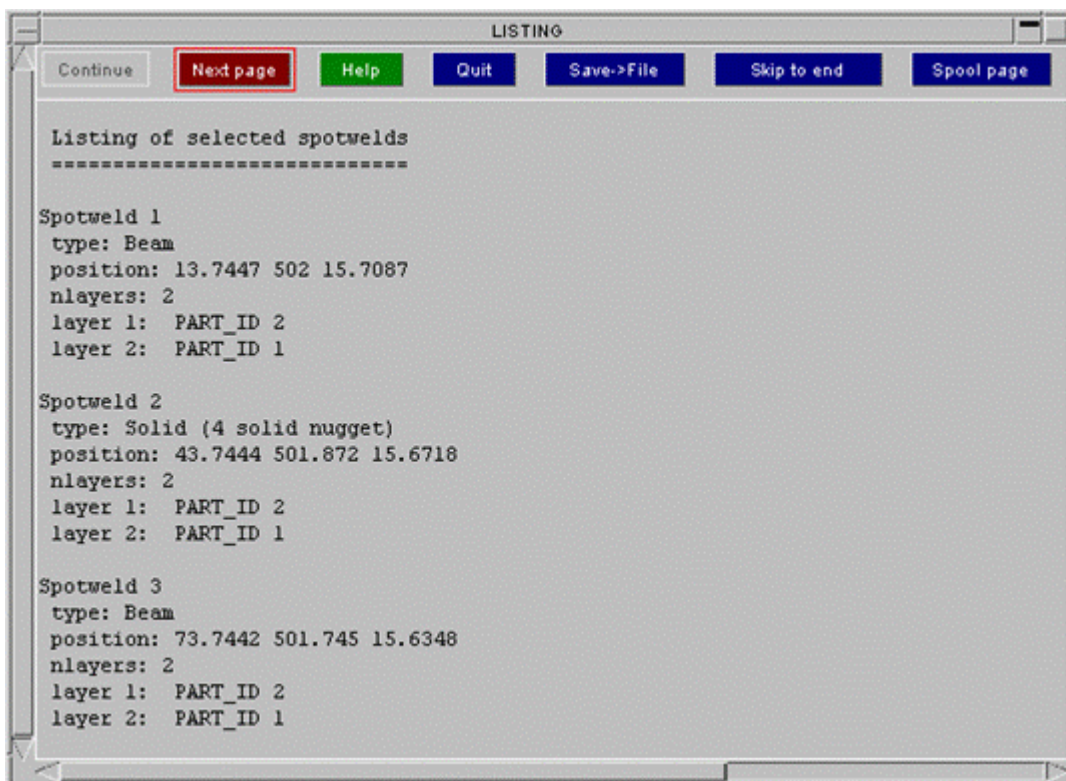 LISTING
Continue Next page Help Quit Save->File Skip to end Spool page
Listing of selected spotwelds
=============================
Spotweld 1
type: Beam
position: 13.7447 502 15.7087
nlayers: 2
layer 1: PART_ID 2
layer 2: PART_ID 1
Spotweld 2
type: Solid (4 solid nugget)
position: 43.7444 501.872 15.6718
nlayers: 2
layer 1: PART_ID 2
layer 2: PART_ID 1
Spotweld 3
type: Beam
position: 73.7442 501.745 15.6348
nlayers: 2
layer 1: PART_ID 2
layer 2: PART_ID 1